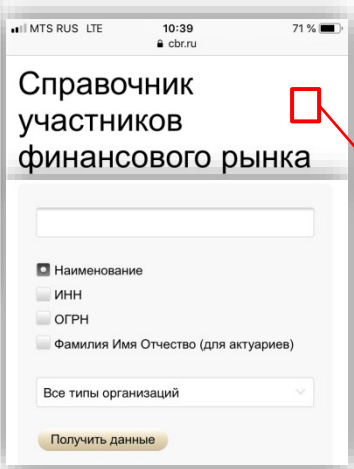 MTS RUS LTE 10:39 71 %
cbr.ru
Справочник
участников
финансового рынка
Наименование
ИНН
ОГРН
Фамилия Имя Отчество (для актуариев)
Все типы организаций
Получить данные